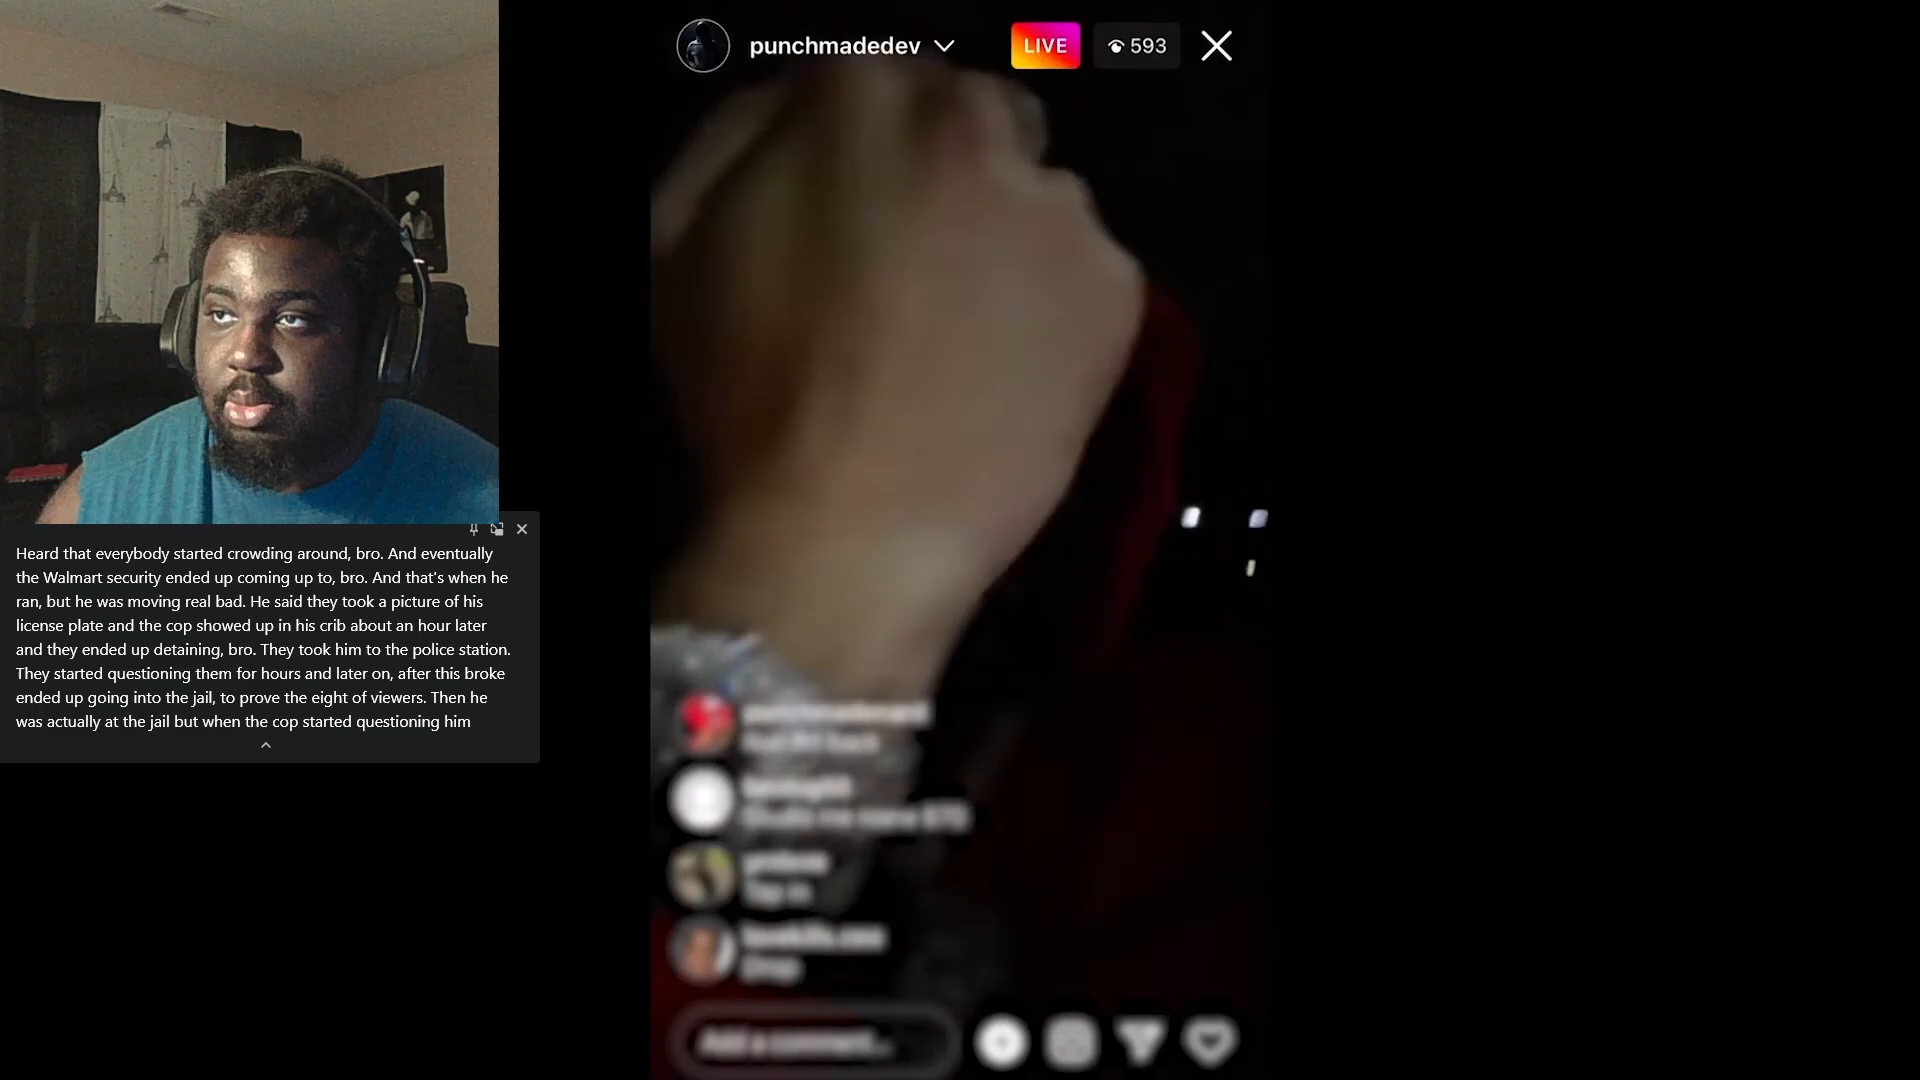 punchmadedev
LIVE
593
Heard that everybody started crowding around, bro. And eventually
the Walmart security ended up coming up to, bro. And that's when he
ran, but he was moving real bad. He said they took a picture of his
license plate and the cop showed up in his crib about an hour later
and they ended up detaining, bro. They took him to the police station.
They started questioning them for hours and later on, after this broke
ended up going into the jail, to prove the eight of viewers. Then he
was actually at the jail but when the cop started questioning him
Add a comment...